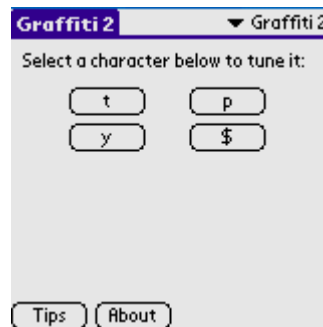 Graffiti 2 Graffiti 2
Select a character below to tune it:
t p
y $
Tips About